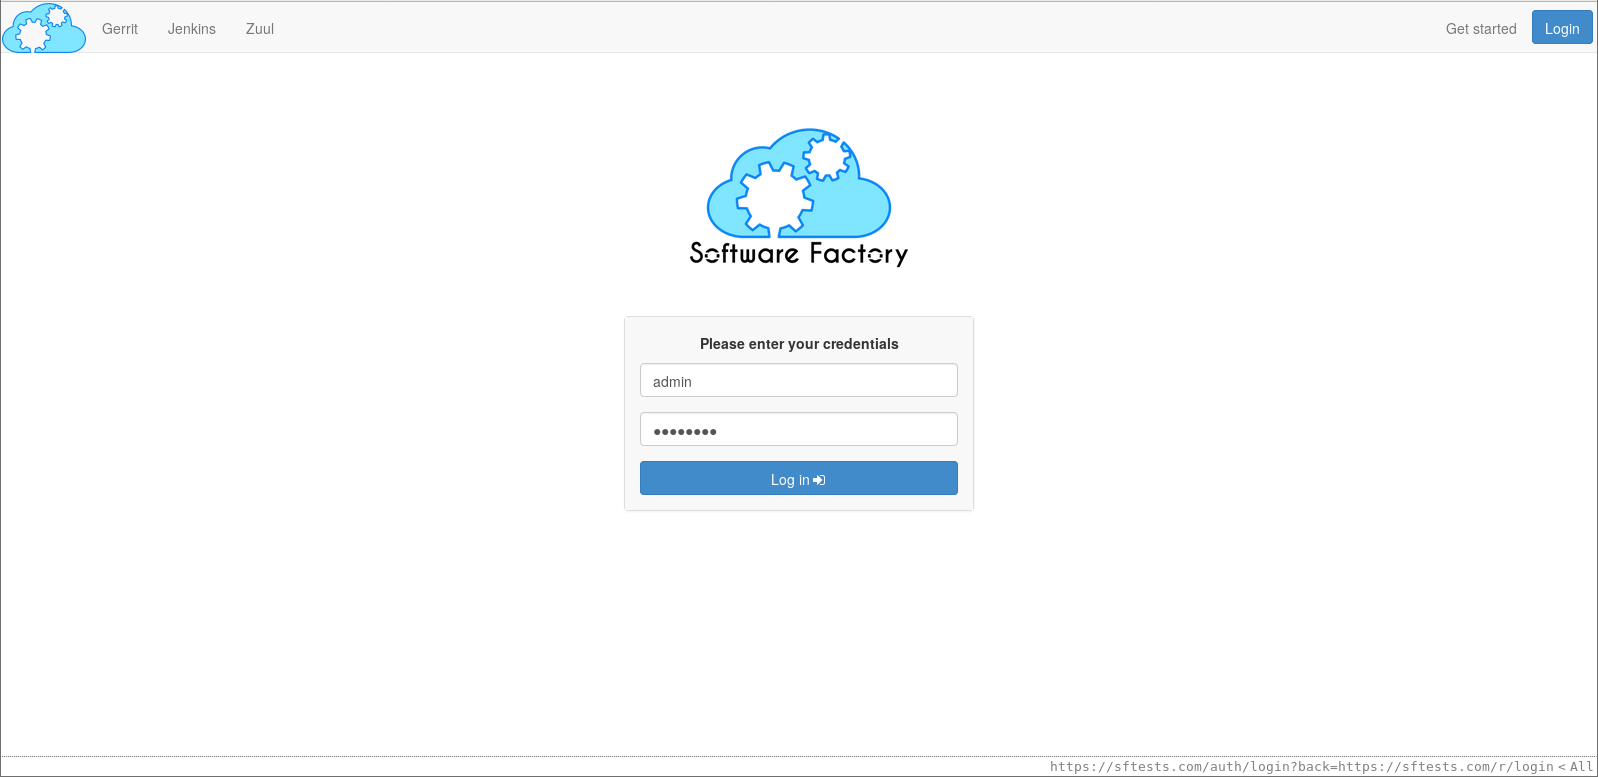 Gerrit Jenkins Zuul Get started Login
Software Factory
Please enter your credentials
admin
••••••••
Log in
https://sftests.com/auth/login?back=https://sftests.com/r/login < All